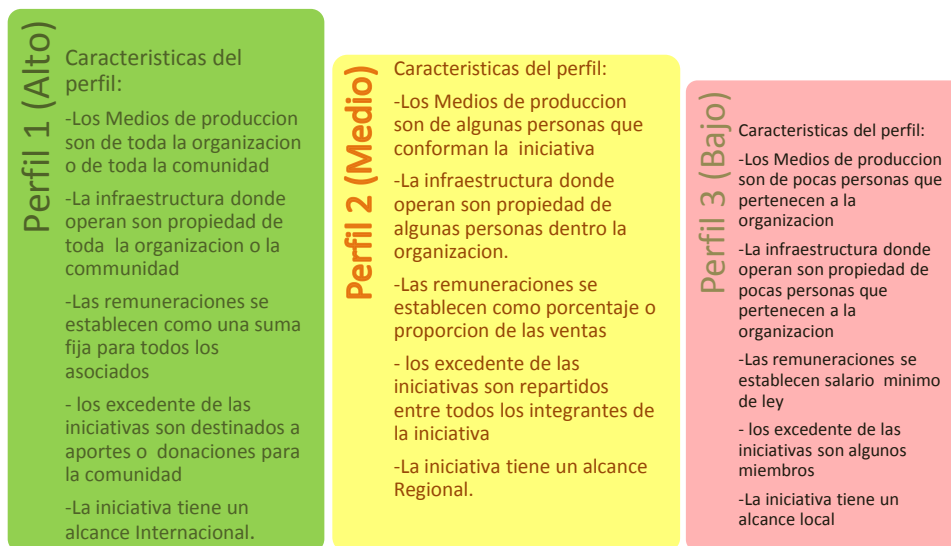 Perfil 1 (Alto)
Caracteristicas del
perfil:
-Los Medios de produccion
son de toda la organizacion
o de toda la comunidad
-La infraestructura donde
operan son propiedad de
toda la organizacion o la
communidad
-Las remuneraciones se
establecen como una suma
fija para todos los
asociados
- los excedente de las
iniciativas son destinados a
aportes o donaciones para
la comunidad
-La iniciativa tiene un
alcance Internacional.
Perfil 2 (Medio)
Caracteristicas del perfil:
-Los Medios de produccion
son de algunas personas que
conforman la iniciativa
-La infraestructura donde
operan son propiedad de
algunas personas dentro la
organizacion.
-Las remuneraciones se
establecen como porcentaje o
proporcion de las ventas
- los excedente de las
iniciativas son repartidos
entre todos los integrantes de
la iniciativa
-La iniciativa tiene un alcance
Regional.
Perfil 3 (Bajo)
Caracteristicas del perfil:
-Los Medios de produccion
son de pocas personas que
pertenecen a la
organizacion
-La infraestructura donde
operan son propiedad de
pocas personas que
pertenecen a la
organizacion
-Las remuneraciones se
establecen salario minimo
de ley
- los excedente de las
iniciativas son algunos
miembros
-La iniciativa tiene un
alcance local